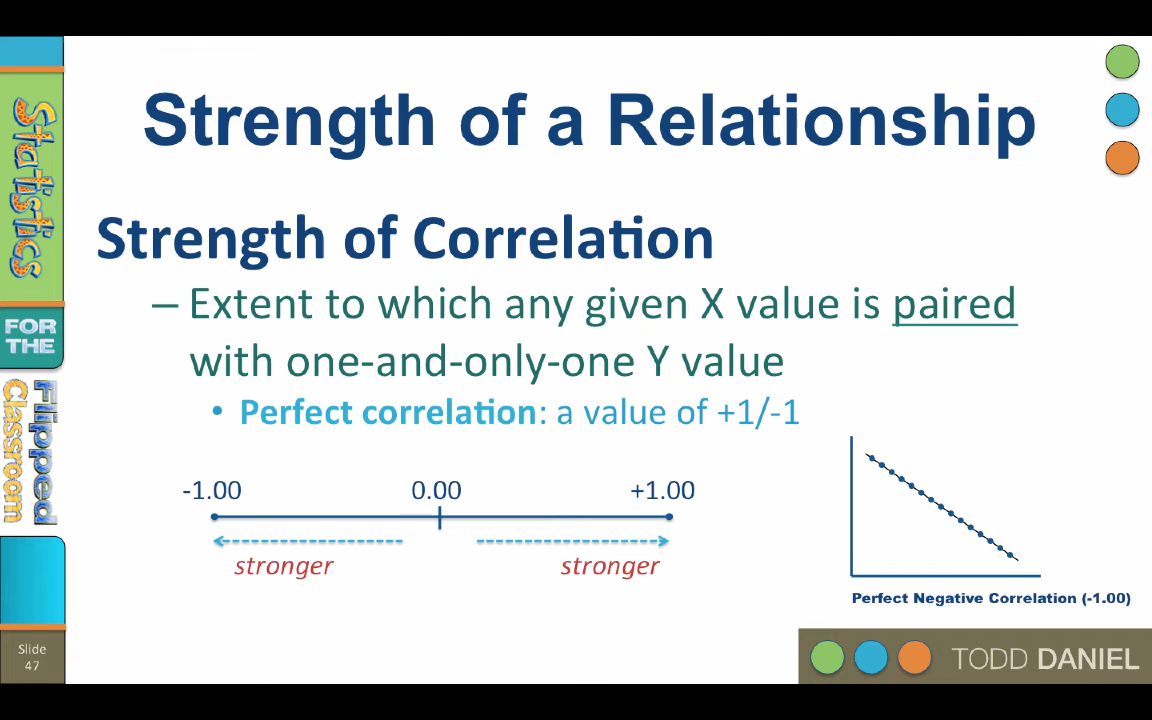 Strength of a Relationship
Statistics
FOR THE
Flipped
Classroom
Strength of Correlation
– Extent to which any given X value is paired
with one-and-only-one Y value
• Perfect correlation: a value of +1/-1
-1.00 0.00 +1.00
stronger stronger
Perfect Negative Correlation (-1.00)
Slide
47
TODD DANIEL